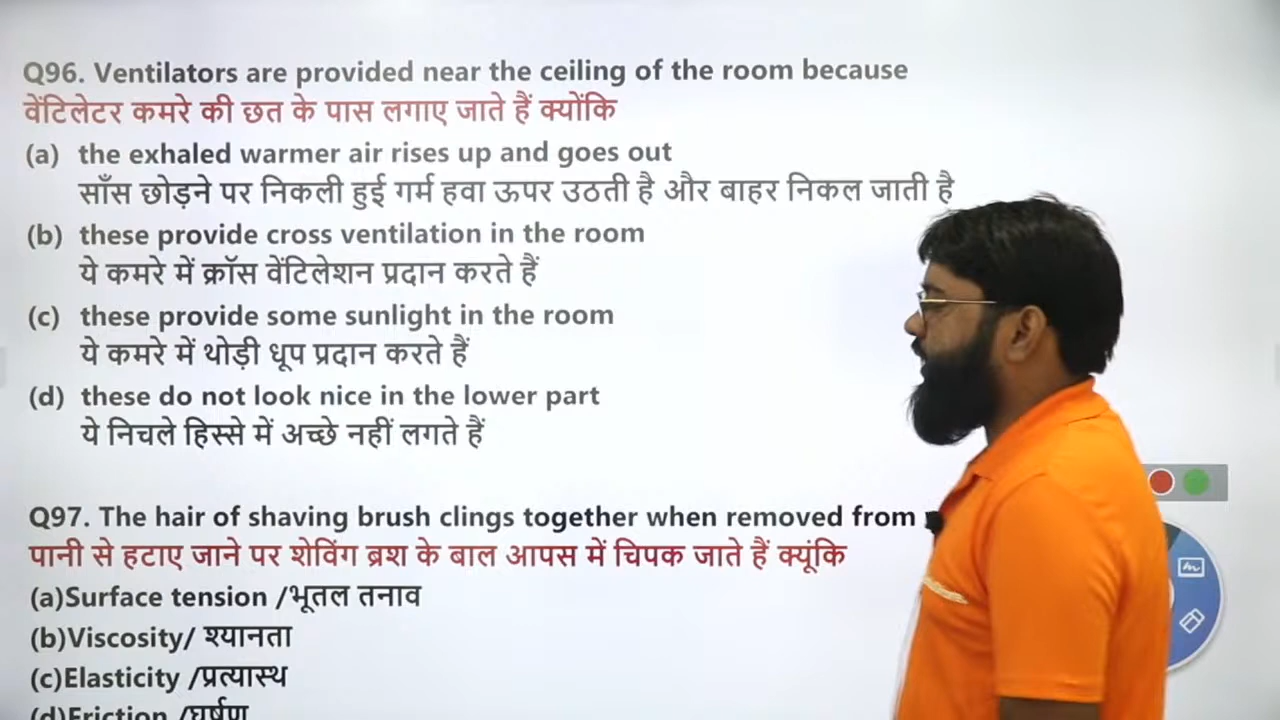 Q96. Ventilators are provided near the ceiling of the room because
वेंटिलेटर कमरे की छत के पास लगाए जाते हैं क्योंकि
(a) the exhaled warmer air rises up and goes out
साँस छोड़ने पर निकली हुई गर्म हवा ऊपर उठती है और बाहर निकल जाती है
(b) these provide cross ventilation in the room
ये कमरे में क्रॉस वेंटिलेशन प्रदान करते हैं
(c) these provide some sunlight in the room
ये कमरे में थोड़ी धूप प्रदान करते हैं
(d) these do not look nice in the lower part
ये निचले हिस्से में अच्छे नहीं लगते हैं
Q97. The hair of shaving brush clings together when removed from
पानी से हटाए जाने पर शेविंग ब्रश के बाल आपस में चिपक जाते हैं क्यूंकि
(a)Surface tension /भूतल तनाव
(b)Viscosity/ श्यानता
(c)Elasticity /प्रत्यास्थ
(d)Friction /घर्षण